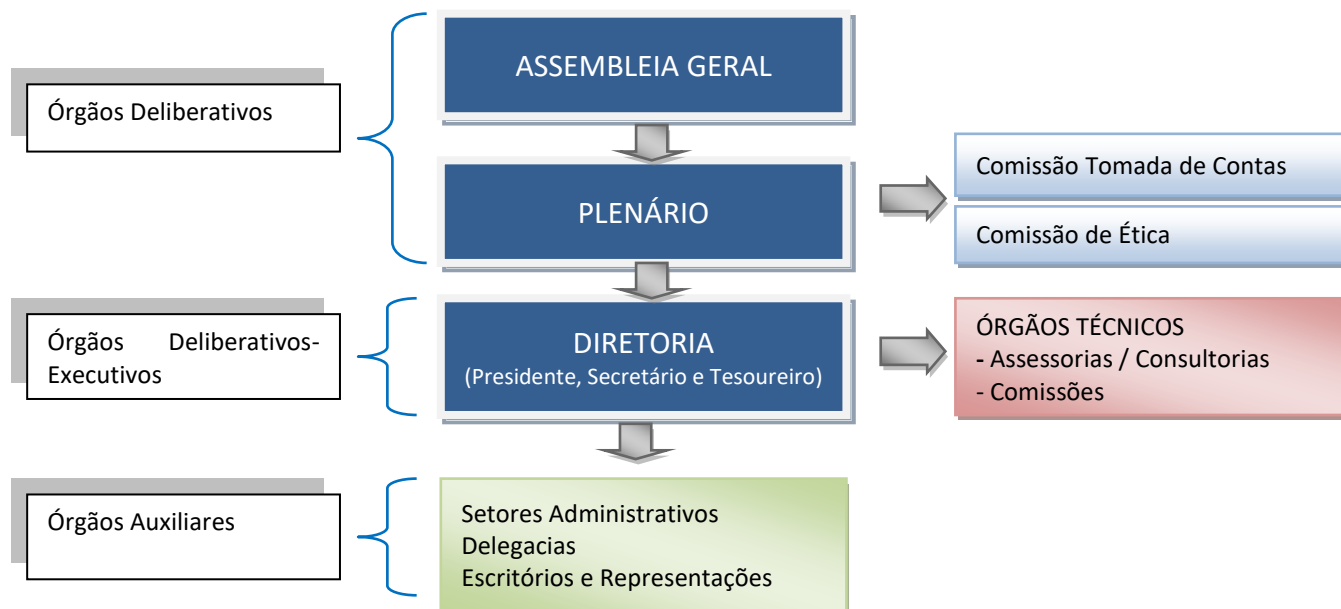 ASSEMBLEIA GERAL
Órgãos Deliberativos
PLENÁRIO
Comissão Tomada de Contas
Comissão de Ética
Órgãos Deliberativos-
Executivos
DIRETORIA
(Presidente, Secretário e Tesoureiro)
ÓRGÃOS TÉCNICOS
- Assessorias / Consultorias
- Comissões
Órgãos Auxiliares
Setores Administrativos
Delegacias
Escritórios e Representações